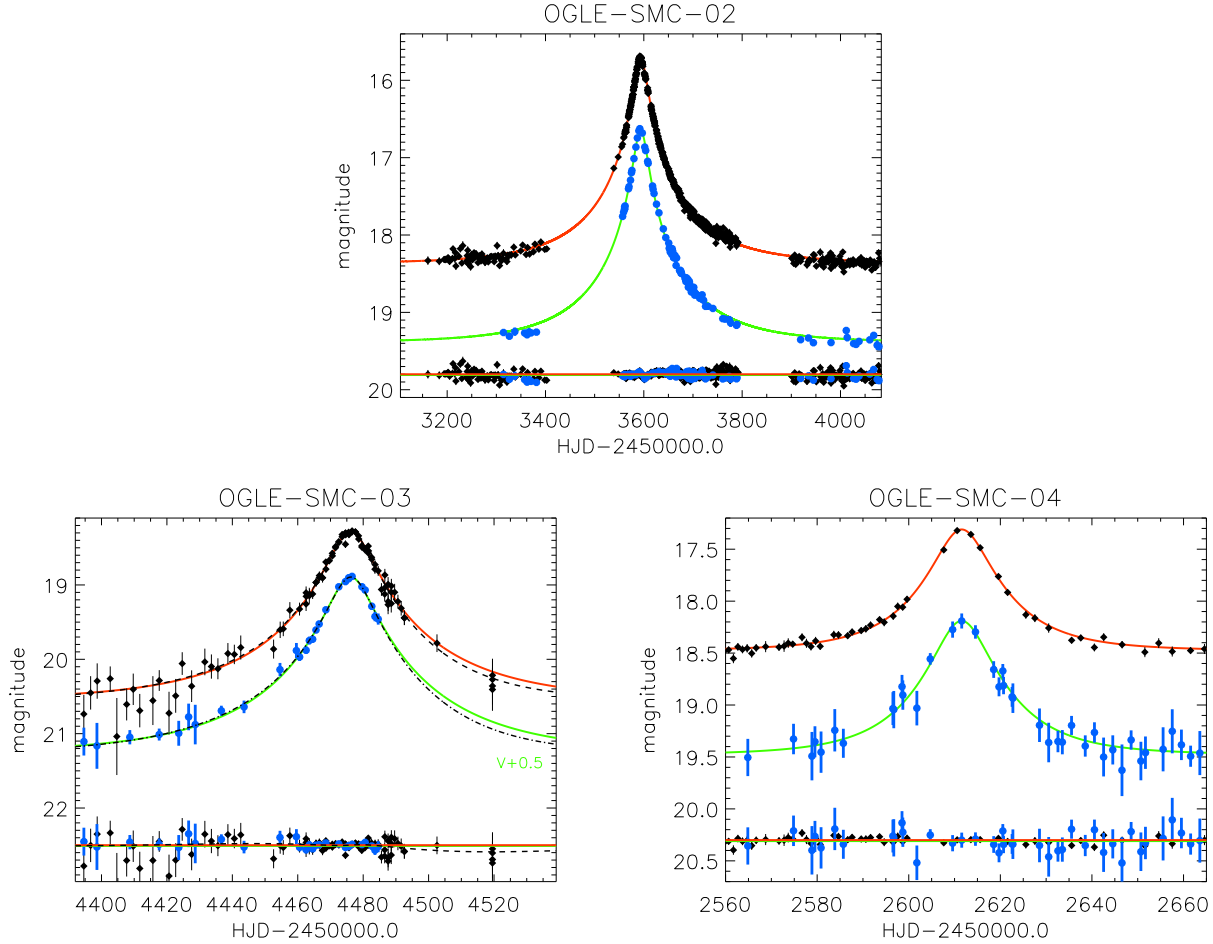 OGLE-SMC-02
magnitude
16
17
18
19
20
3200 3400 3600 3800 4000
HJD-2450000.0
OGLE-SMC-03
magnitude
19
20
21
22
V+0.5
4400 4420 4440 4460 4480 4500 4520
HJD-2450000.0
OGLE-SMC-04
magnitude
17.5
18.0
18.5
19.0
19.5
20.0
20.5
2560 2580 2600 2620 2640 2660
HJD-2450000.0